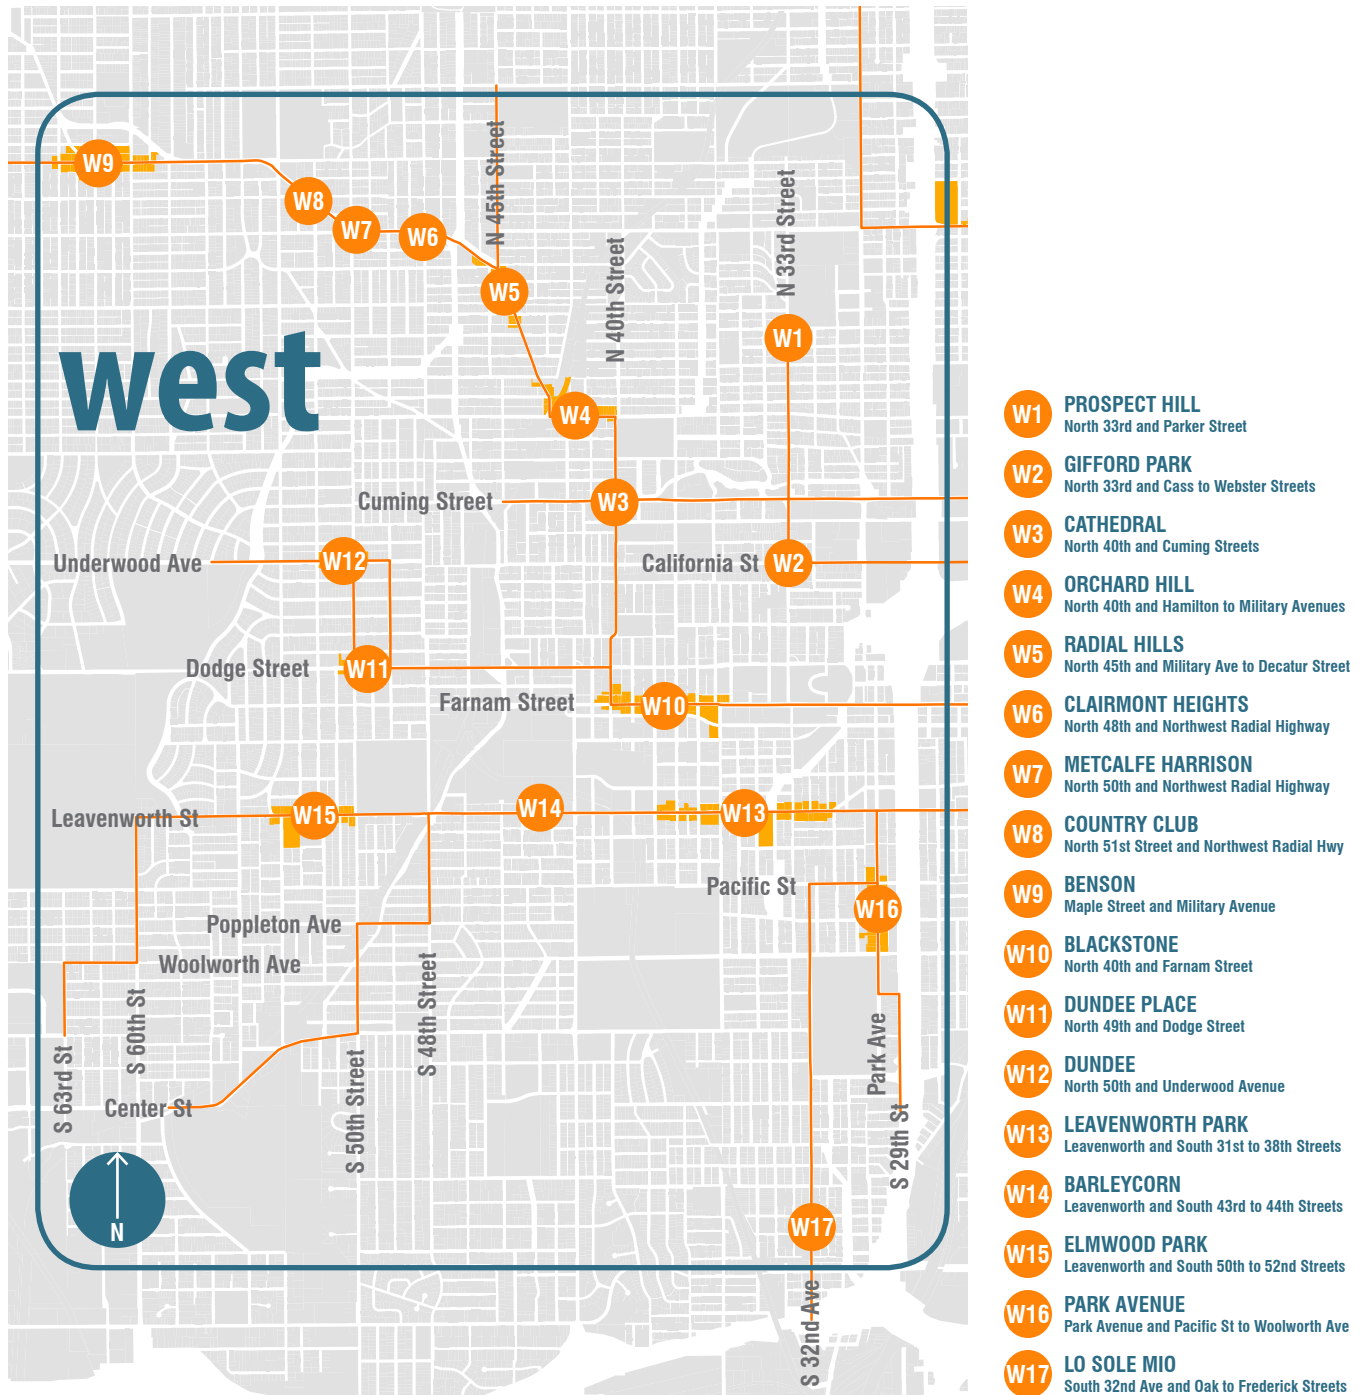 W9
W8
W7
W6
N 45th Street
W5
N 40th Street
N 33rd Street
W1
west
W4
Cuming Street
W3
Underwood Ave
W12
California St
W2
Dodge Street
W11
Farnam Street
W10
Leavenworth St
W15
W14
W13
Pacific St
W16
Poppleton Ave
Woolworth Ave
S 48th Street
S 60th St
S 63rd St
Center St
S 50th Street
Park Ave
S 29th St
N
W17
S 32nd Ave
W1
PROSPECT HILL
North 33rd and Parker Street
W2
GIFFORD PARK
North 33rd and Cass to Webster Streets
W3
CATHEDRAL
North 40th and Cuming Streets
W4
ORCHARD HILL
North 40th and Hamilton to Military Avenues
W5
RADIAL HILLS
North 45th and Military Ave to Decatur Street
W6
CLAIRMONT HEIGHTS
North 48th and Northwest Radial Highway
W7
METCALFE HARRISON
North 50th and Northwest Radial Highway
W8
COUNTRY CLUB
North 51st Street and Northwest Radial Hwy
W9
BENSON
Maple Street and Military Avenue
W10
BLACKSTONE
North 40th and Farnam Street
W11
DUNDEE PLACE
North 49th and Dodge Street
W12
DUNDEE
North 50th and Underwood Avenue
W13
LEAVENWORTH PARK
Leavenworth and South 31st to 38th Streets
W14
BARLEYCORN
Leavenworth and South 43rd to 44th Streets
W15
ELMWOOD PARK
Leavenworth and South 50th to 52nd Streets
W16
PARK AVENUE
Park Avenue and Pacific St to Woolworth Ave
W17
LO SOLE MIO
South 32nd Ave and Oak to Frederick Streets